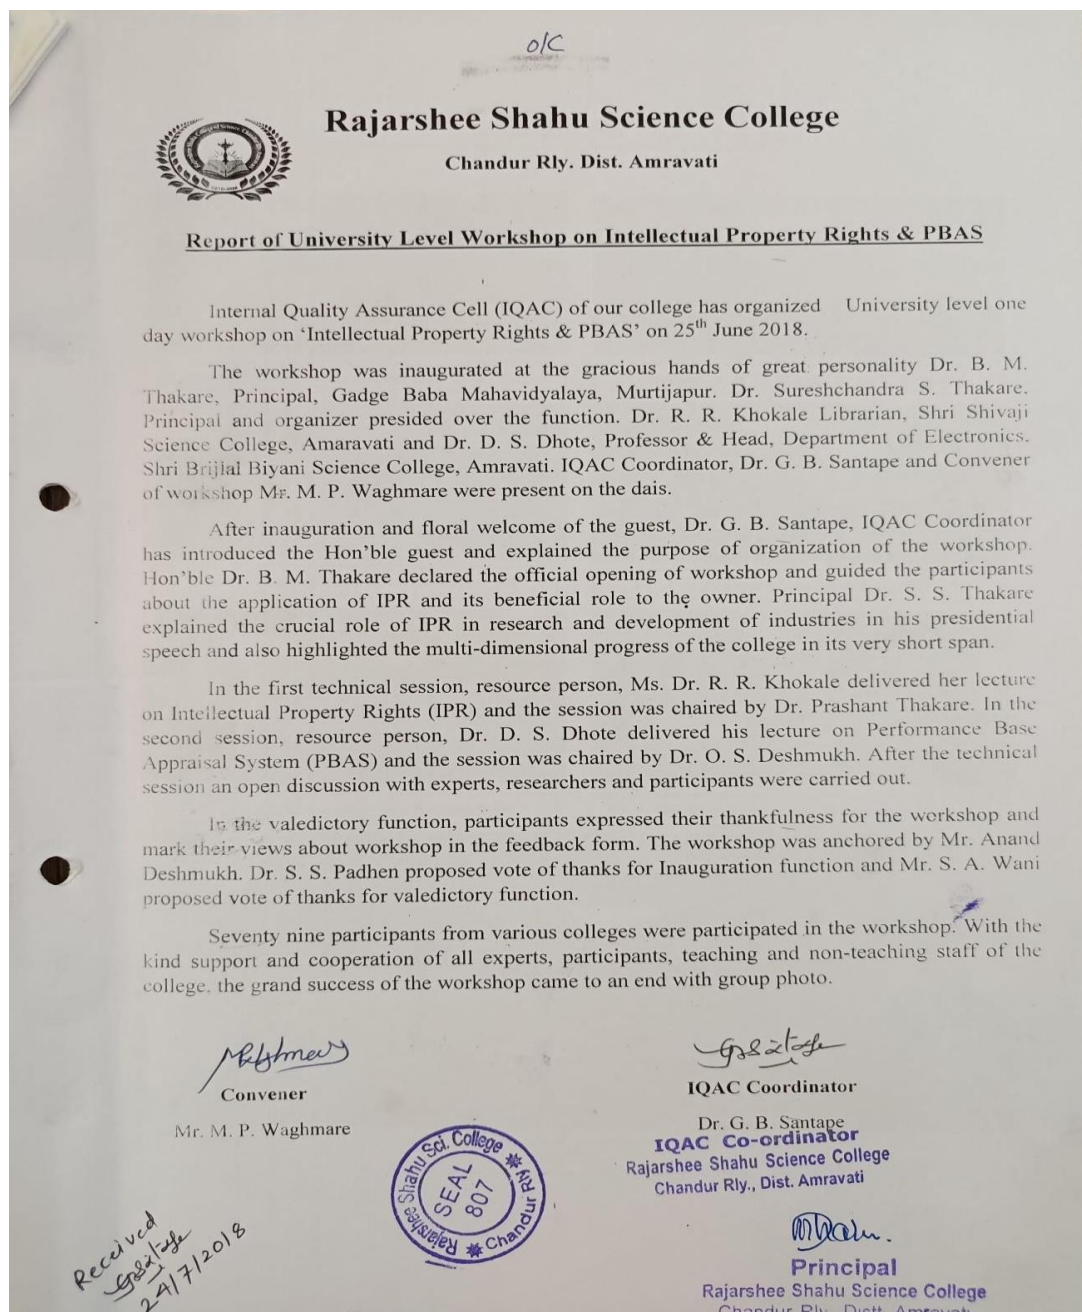 O/C
Rajarshee Shahu Science College
Chandur Rly. Dist. Amravati
Report of University Level Workshop on Intellectual Property Rights & PBAS
Internal Quality Assurance Cell (IQAC) of our college has organized University level one
day workshop on ‘Intellectual Property Rights & PBAS’ on 25th June 2018.
The workshop was inaugurated at the gracious hands of great personality Dr. B. M.
Thakare, Principal, Gadge Baba Mahavidyalaya, Murtijapur. Dr. Sureshchandra S. Thakare.
Principal and organizer presided over the function. Dr. R. R. Khokale Librarian, Shri Shivaji
Science College, Amaravati and Dr. D. S. Dhote, Professor & Head, Department of Electronics.
Shri Brijlal Biyani Science College, Amravati. IQAC Coordinator, Dr. G. B. Santape and Convener
of workshop Mr. M. P. Waghmare were present on the dais.
After inauguration and floral welcome of the guest, Dr. G. B. Santape, IQAC Coordinator
has introduced the Hon’ble guest and explained the purpose of organization of the workshop.
Hon’ble Dr. B. M. Thakare declared the official opening of workshop and guided the participants
about the application of IPR and its beneficial role to the owner. Principal Dr. S. S. Thakare
explained the crucial role of IPR in research and development of industries in his presidential
speech and also highlighted the multi-dimensional progress of the college in its very short span.
In the first technical session, resource person, Ms. Dr. R. R. Khokale delivered her lecture
on Intellectual Property Rights (IPR) and the session was chaired by Dr. Prashant Thakare. In the
second session, resource person, Dr. D. S. Dhote delivered his lecture on Performance Base
Appraisal System (PBAS) and the session was chaired by Dr. O. S. Deshmukh. After the technical
session an open discussion with experts, researchers and participants were carried out.
In the valedictory function, participants expressed their thankfulness for the workshop and
mark their views about workshop in the feedback form. The workshop was anchored by Mr. Anand
Deshmukh. Dr. S. S. Padhen proposed vote of thanks for Inauguration function and Mr. S. A. Wani
proposed vote of thanks for valedictory function.
Seventy nine participants from various colleges were participated in the workshop. With the
kind support and cooperation of all experts, participants, teaching and non-teaching staff of the
college, the grand success of the workshop came to an end with group photo.
Convener
Mr. M. P. Waghmare
IQAC Coordinator
Dr. G. B. Santape
IQAC Co-ordinator
Rajarshee Shahu Science College
Chandur Rly., Dist. Amravati
Rajarshee Shahu Sci. College * Chandur Rly *
SEAL
807
Received
24/7/2018
Principal
Rajarshee Shahu Science College
Chandur Rly. Distt. Amravati